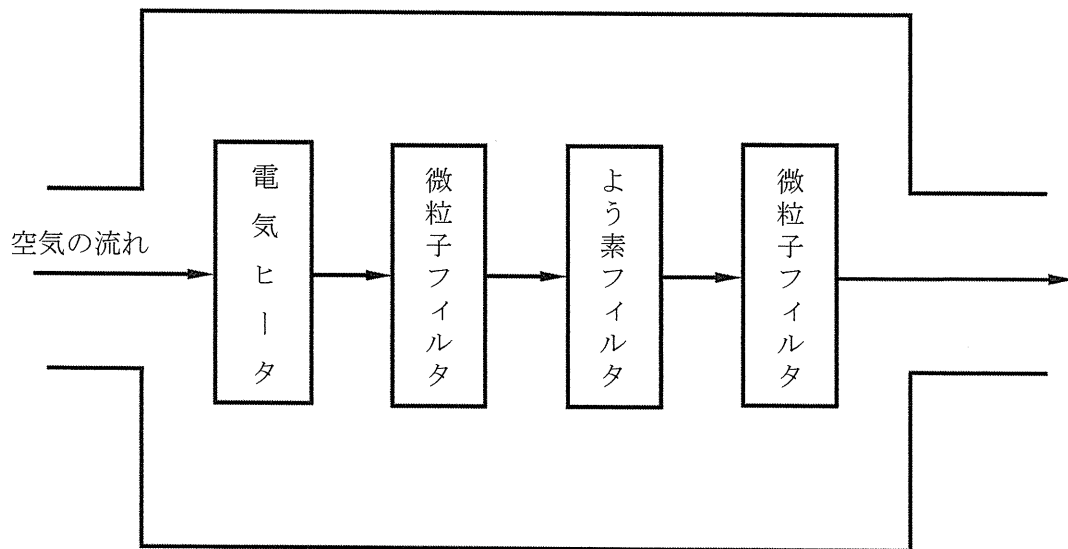 空気の流れ
電気ヒータ
微粒子フィルタ
よう素フィルタ
微粒子フィルタ